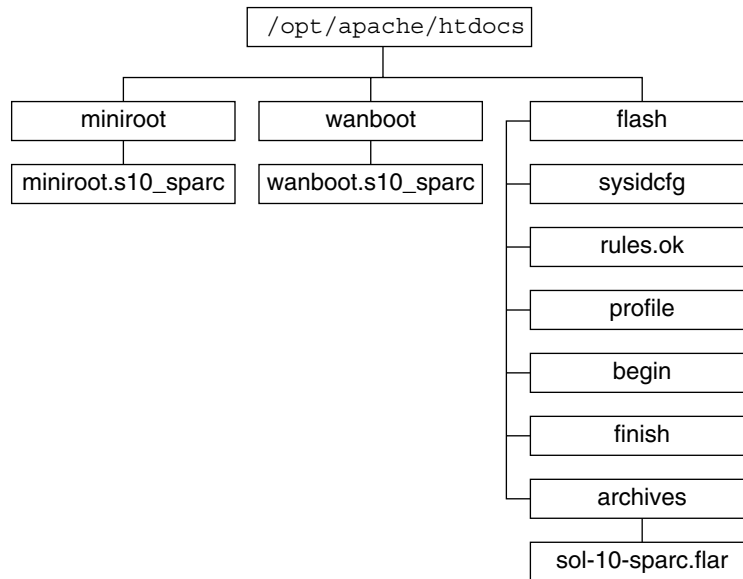 /opt/apache/htdocs
miniroot
wanboot
flash
miniroot.s10_sparc
wanboot.s10_sparc
sysidcfg
rules.ok
profile
begin
finish
archives
sol-10-sparc.flar